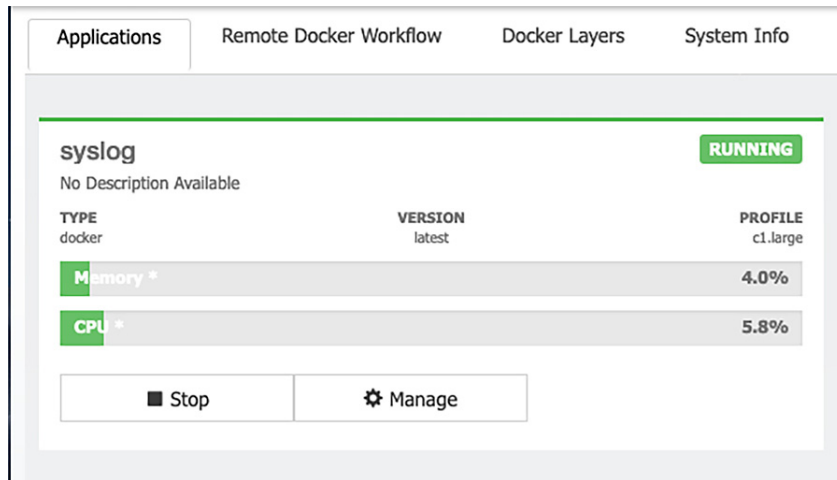 Applications Remote Docker Workflow Docker Layers System Info
syslog RUNNING
No Description Available
TYPE VERSION PROFILE
docker latest c1.large
Memory * 4.0%
CPU * 5.8%
Stop Manage